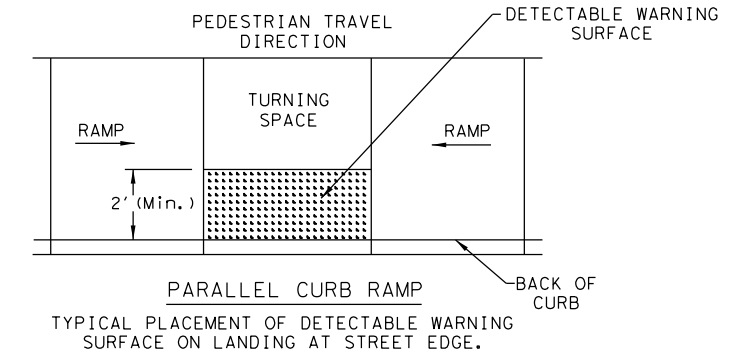 PEDESTRIAN TRAVEL
DIRECTION
DETECTABLE WARNING
SURFACE
TURNING
SPACE
RAMP
RAMP
2' (Min.)
BACK OF
CURB
PARALLEL CURB RAMP
TYPICAL PLACEMENT OF DETECTABLE WARNING
SURFACE ON LANDING AT STREET EDGE.